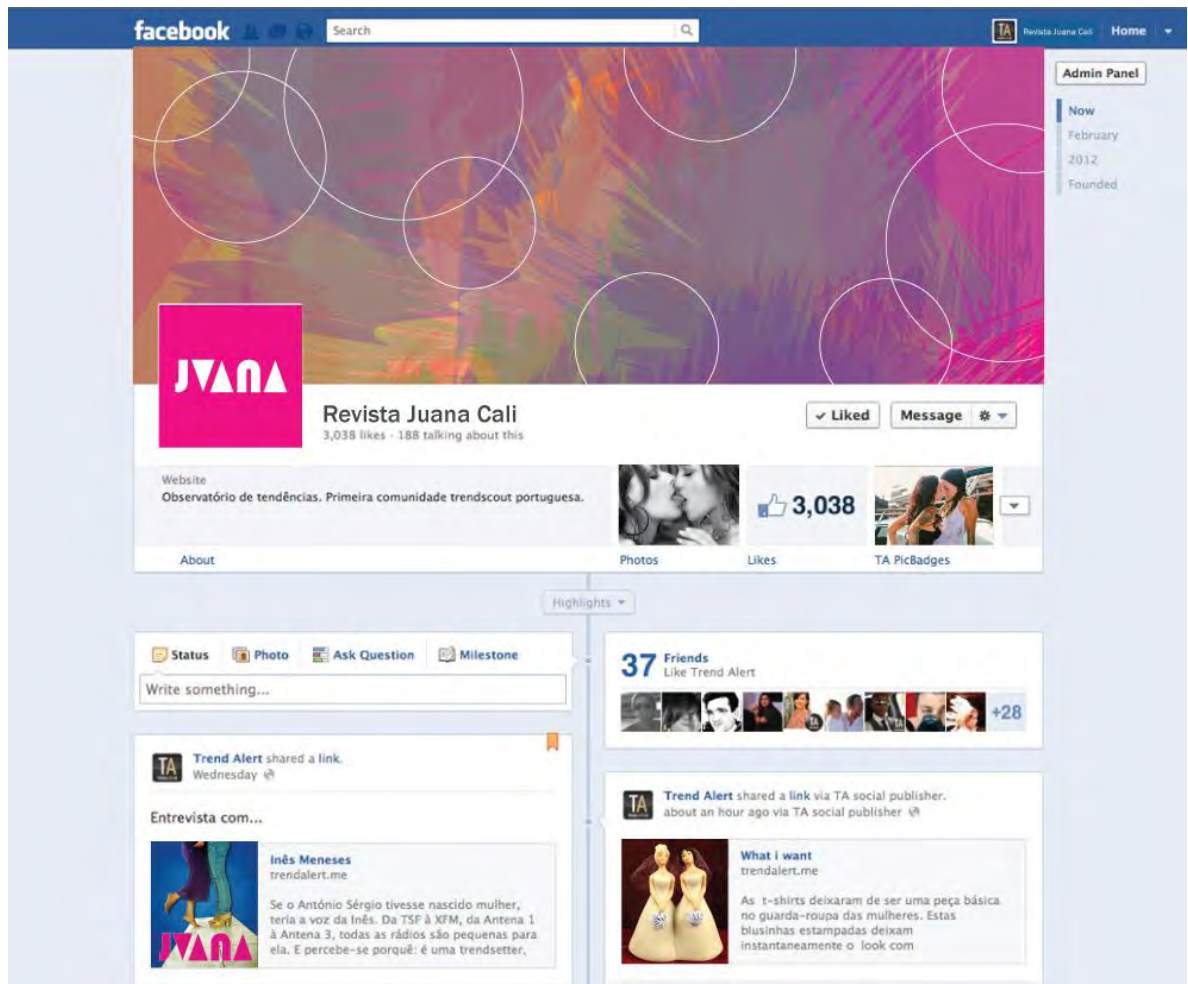 facebook
Search
TA
Revista Juana Cali
Home
Admin Panel
Now
February
2012
Founded
JVANA
Revista Juana Cali
3,038 likes · 188 talking about this
Liked
Message
Website
Observatório de tendências. Primeira comunidade trendscout portuguesa.
3,038
About
Photos
Likes
TA PicBadges
Highlights
Status
Photo
Ask Question
Milestone
Write something...
37 Friends
Like Trend Alert
+28
TA
Trend Alert shared a link.
Wednesday
Entrevista com...
JVANA
Inês Meneses
trendalert.me
Se o António Sérgio tivesse nascido mulher,
teria a voz da Inês. Da TSF à XFM, da Antena 1
à Antena 3, todas as rádios são pequenas para
ela. E percebe-se porquê: é uma trendsetter,
TA
Trend Alert shared a link via TA social publisher.
about an hour ago via TA social publisher
What i want
trendalert.me
As t-shirts deixaram de ser uma peça básica
no guarda-roupa das mulheres. Estas
blusinhas estampadas deixam
instantaneamente o look com